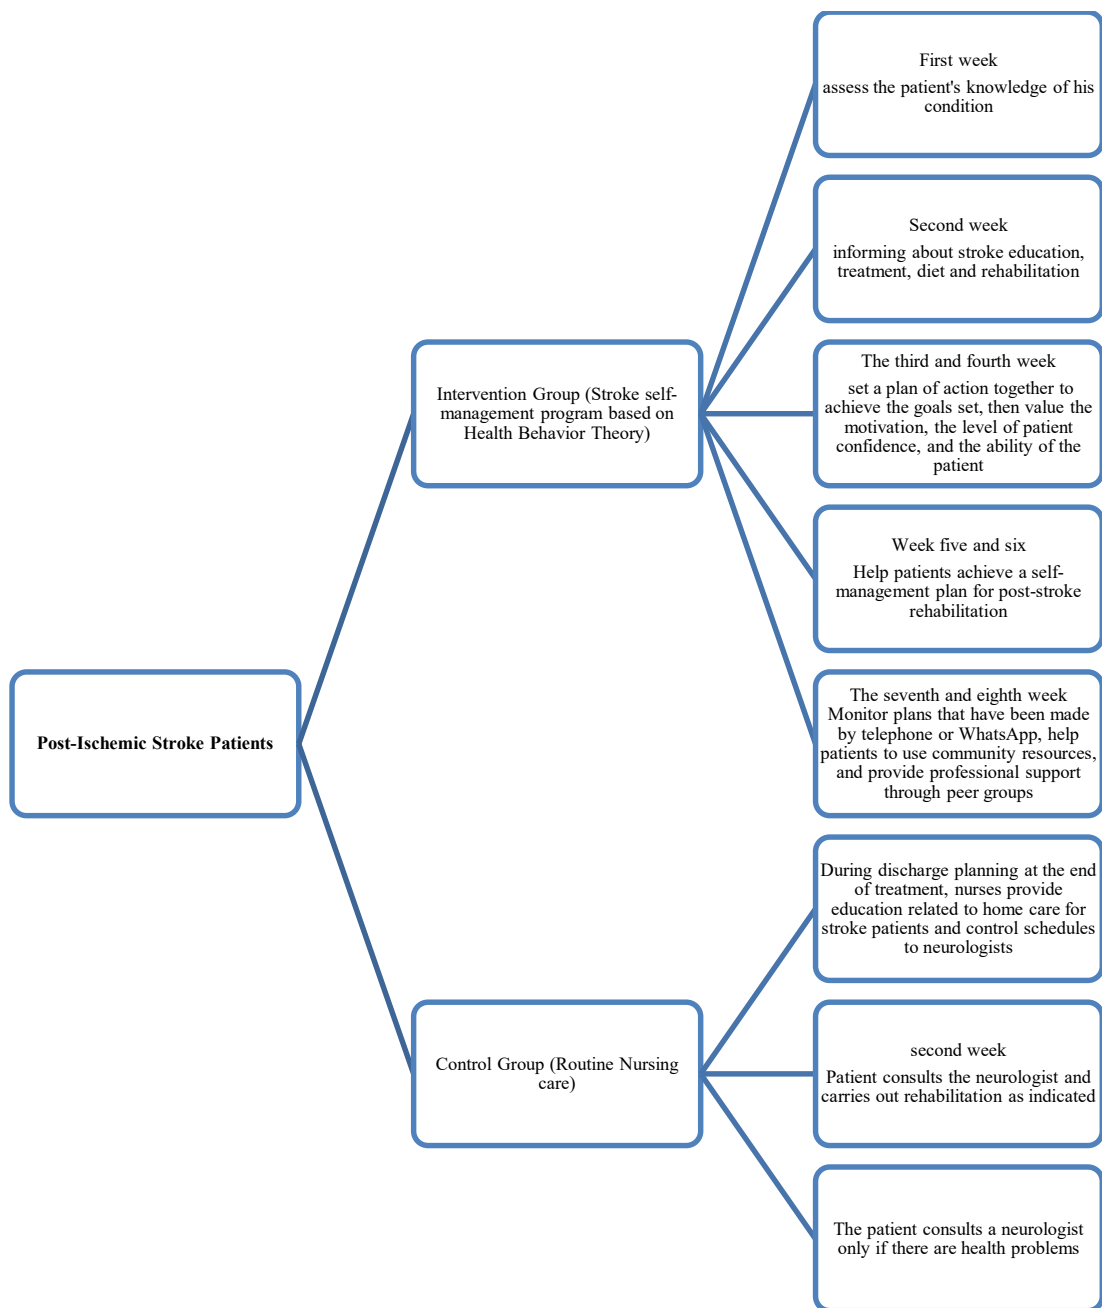 First week
assess the patient's knowledge of his
condition
Second week
informing about stroke education,
treatment, diet and rehabilitation
Intervention Group (Stroke self-
management program based on
Health Behavior Theory)
The third and fourth week
set a plan of action together to
achieve the goals set, then value the
motivation, the level of patient
confidence, and the ability of the
patient
Week five and six
Help patients achieve a self-
management plan for post-stroke
rehabilitation
Post-Ischemic Stroke Patients
The seventh and eighth week
Monitor plans that have been made
by telephone or WhatsApp, help
patients to use community resources,
and provide professional support
through peer groups
During discharge planning at the end
of treatment, nurses provide
education related to home care for
stroke patients and control schedules
to neurologists
Control Group (Routine Nursing
care)
second week
Patient consults the neurologist and
carries out rehabilitation as indicated
The patient consults a neurologist
only if there are health problems